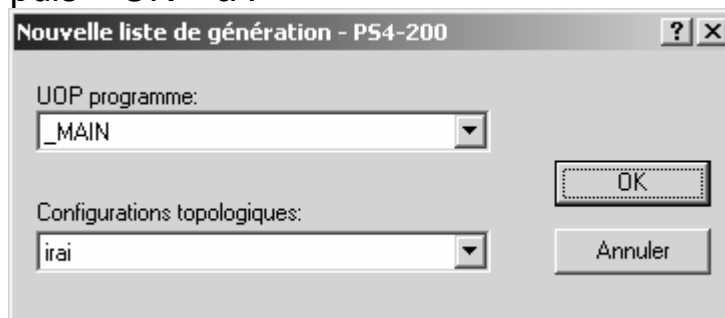 Nouvelle liste de génération - PS4-200
UOP programme:
_MAIN
OK
Configurations topologiques:
irai
Annuler